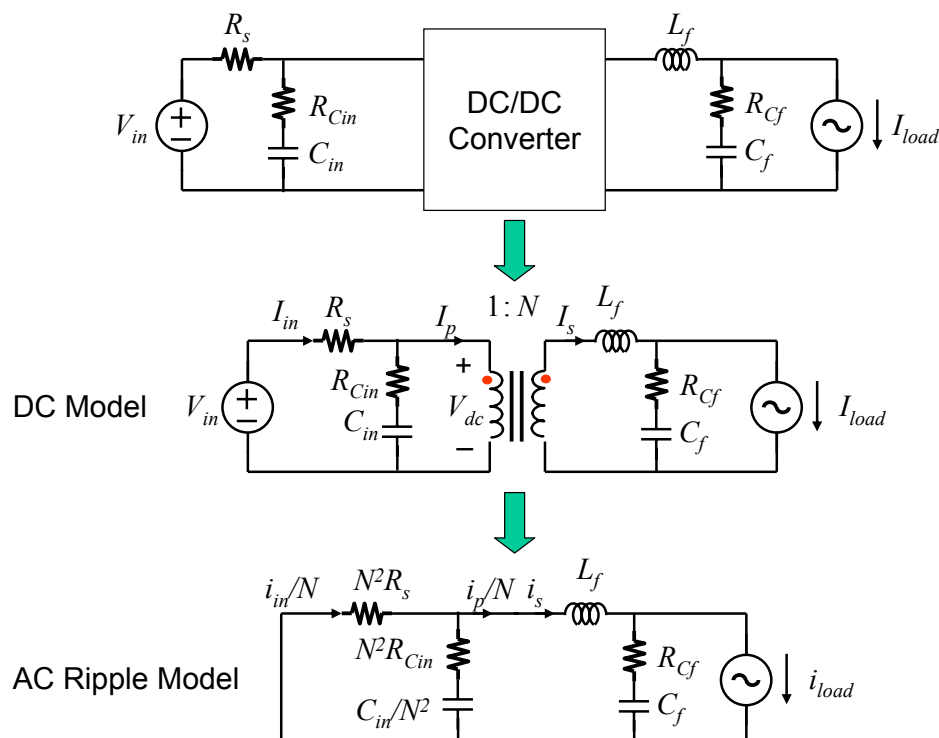 R_s
L_f
V_in
R_Cin
C_in
DC/DC
Converter
R_Cf
C_f
I_load
1: N
I_in
R_s
I_p
I_s
L_f
DC Model
V_in
R_Cin
C_in
+
V_dc
–
R_Cf
C_f
I_load
i_in/N
N²R_s
i_p/N
i_s
L_f
AC Ripple Model
N²R_Cin
C_in/N²
R_Cf
C_f
i_load